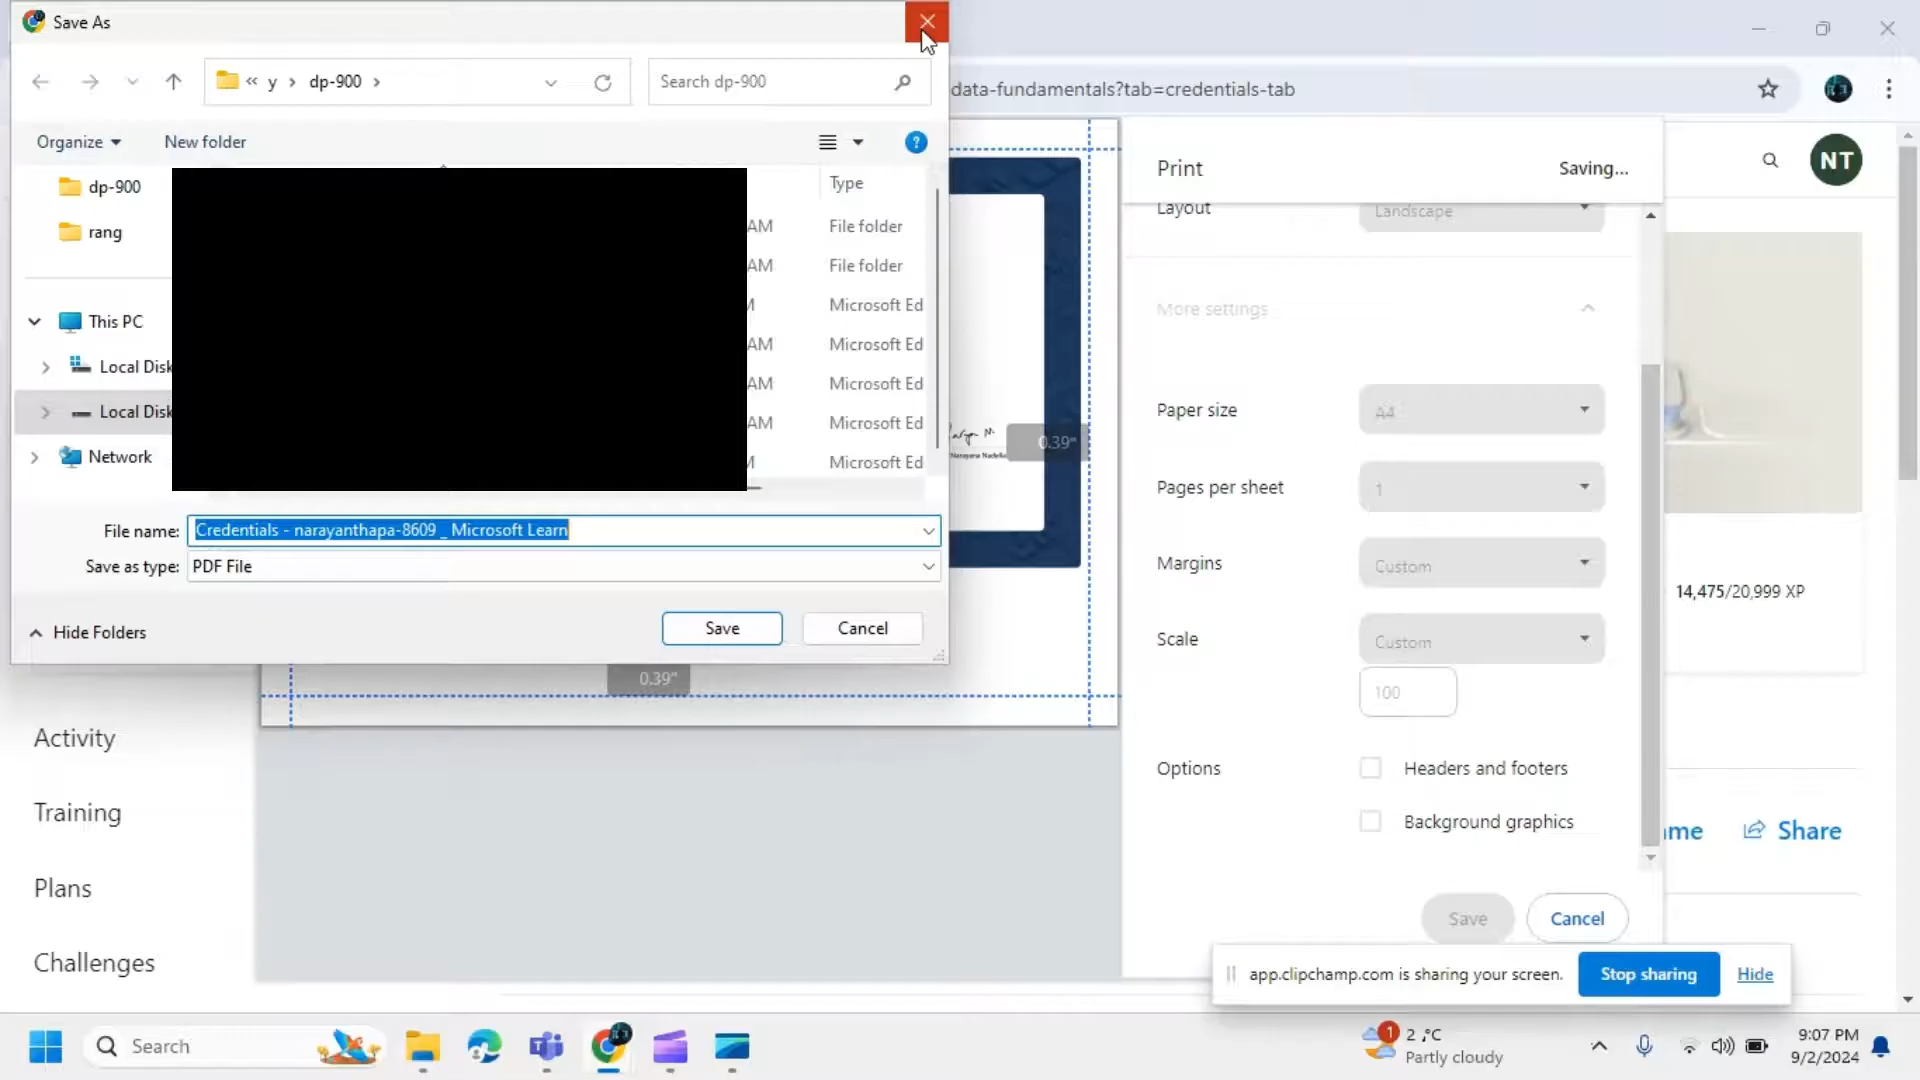 Save As
« y › dp-900 ›
Search dp-900
data-fundamentals?tab=credentials-tab
Organize
New folder
?
dp-900
rang
This PC
Local Disk
Local Disk
Network
Type
AM File folder
AM File folder
Microsoft Ed
AM Microsoft Ed
AM Microsoft Ed
AM Microsoft Ed
Microsoft Ed
File name: Credentials - narayanthapa-8609 _ Microsoft Learn
Save as type: PDF File
Hide Folders
Save
Cancel
0.39"
0.39"
Print
Saving...
Layout
Landscape
More settings
Paper size
A4
Pages per sheet
1
Margins
Custom
Scale
Custom
100
Options
Headers and footers
Background graphics
Save
Cancel
NT
14,475/20,999 XP
Share
Activity
Training
Plans
Challenges
app.clipchamp.com is sharing your screen.
Stop sharing
Hide
Search
1
Partly cloudy
9:07 PM
9/2/2024